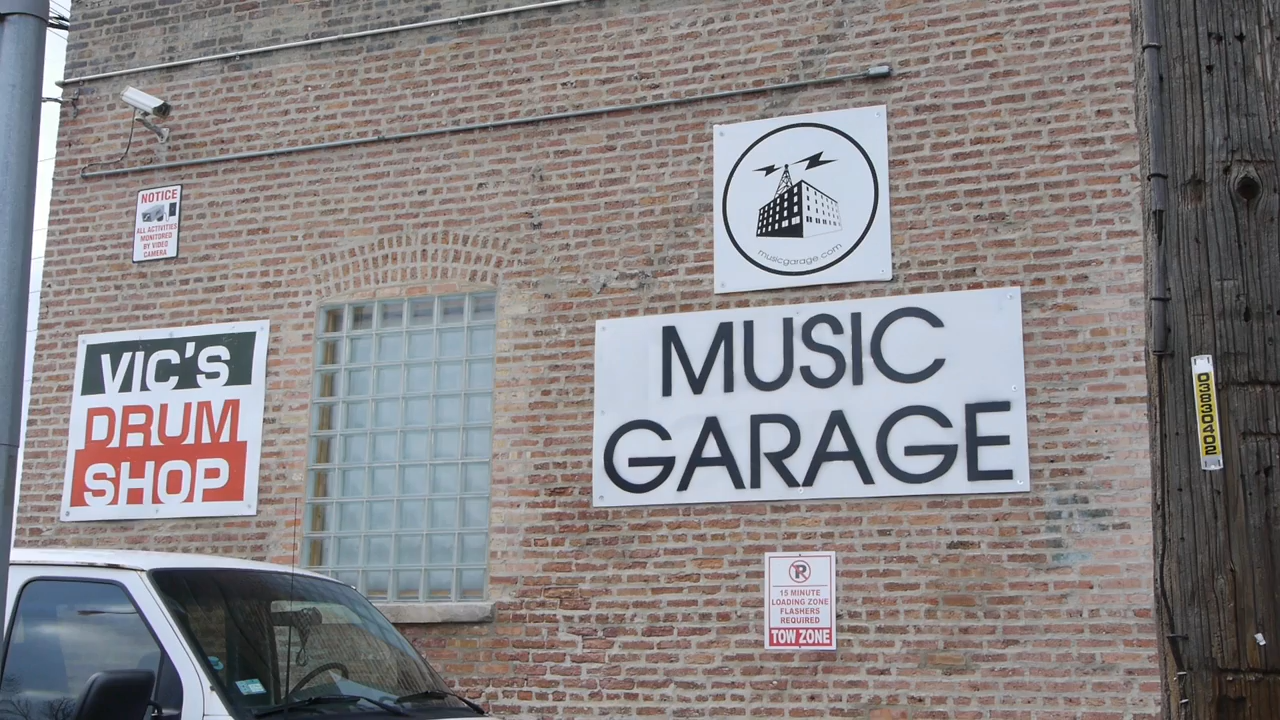 NOTICE
ALL ACTIVITIES
MONITORED
BY VIDEO
CAMERA
VIC'S
DRUM
SHOP
musicgarage.com
MUSIC
GARAGE
P
15 MINUTE
LOADING ZONE
FLASHERS
REQUIRED
TOW ZONE
03830402